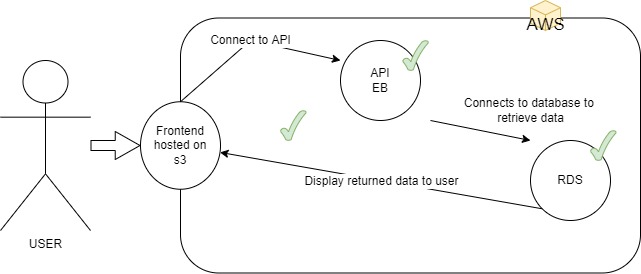 AWS
Connect to API
API
EB
Connects to database to
retrieve data
Frontend
hosted on
s3
Display returned data to user
RDS
USER